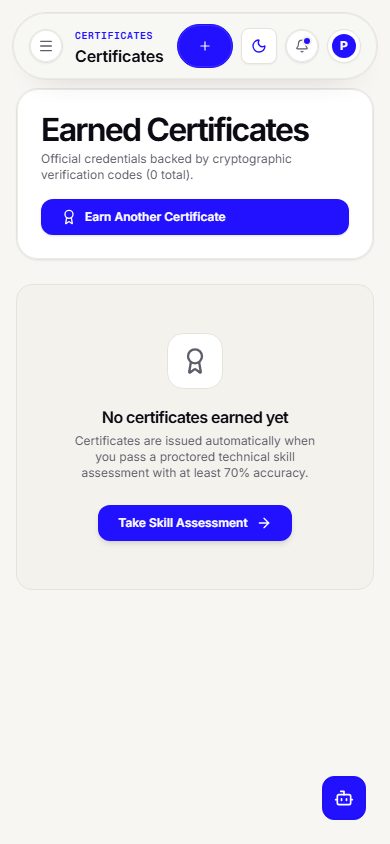 CERTIFICATES
Certificates
P
Earned Certificates
Official credentials backed by cryptographic
verification codes (0 total).
Earn Another Certificate
No certificates earned yet
Certificates are issued automatically when
you pass a proctored technical skill
assessment with at least 70% accuracy.
Take Skill Assessment